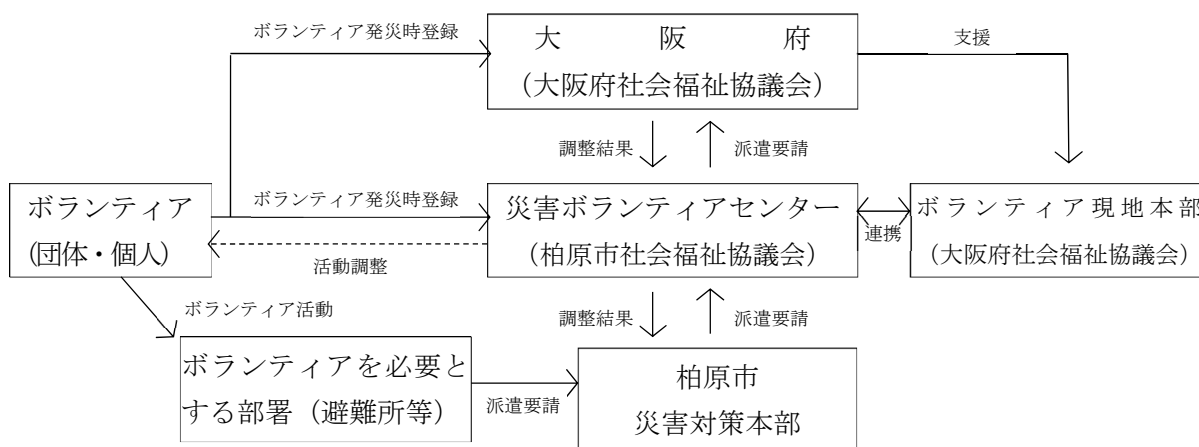 ボランティア発災時登録
大阪府
(大阪府社会福祉協議会)
支援
調整結果
派遣要請
ボランティア
(団体・個人)
ボランティア発災時登録
災害ボランティアセンター
(柏原市社会福祉協議会)
連携
ボランティア現地本部
(大阪府社会福祉協議会)
活動調整
ボランティア活動
調整結果
派遣要請
ボランティアを必要と
する部署(避難所等)
派遣要請
柏原市
災害対策本部